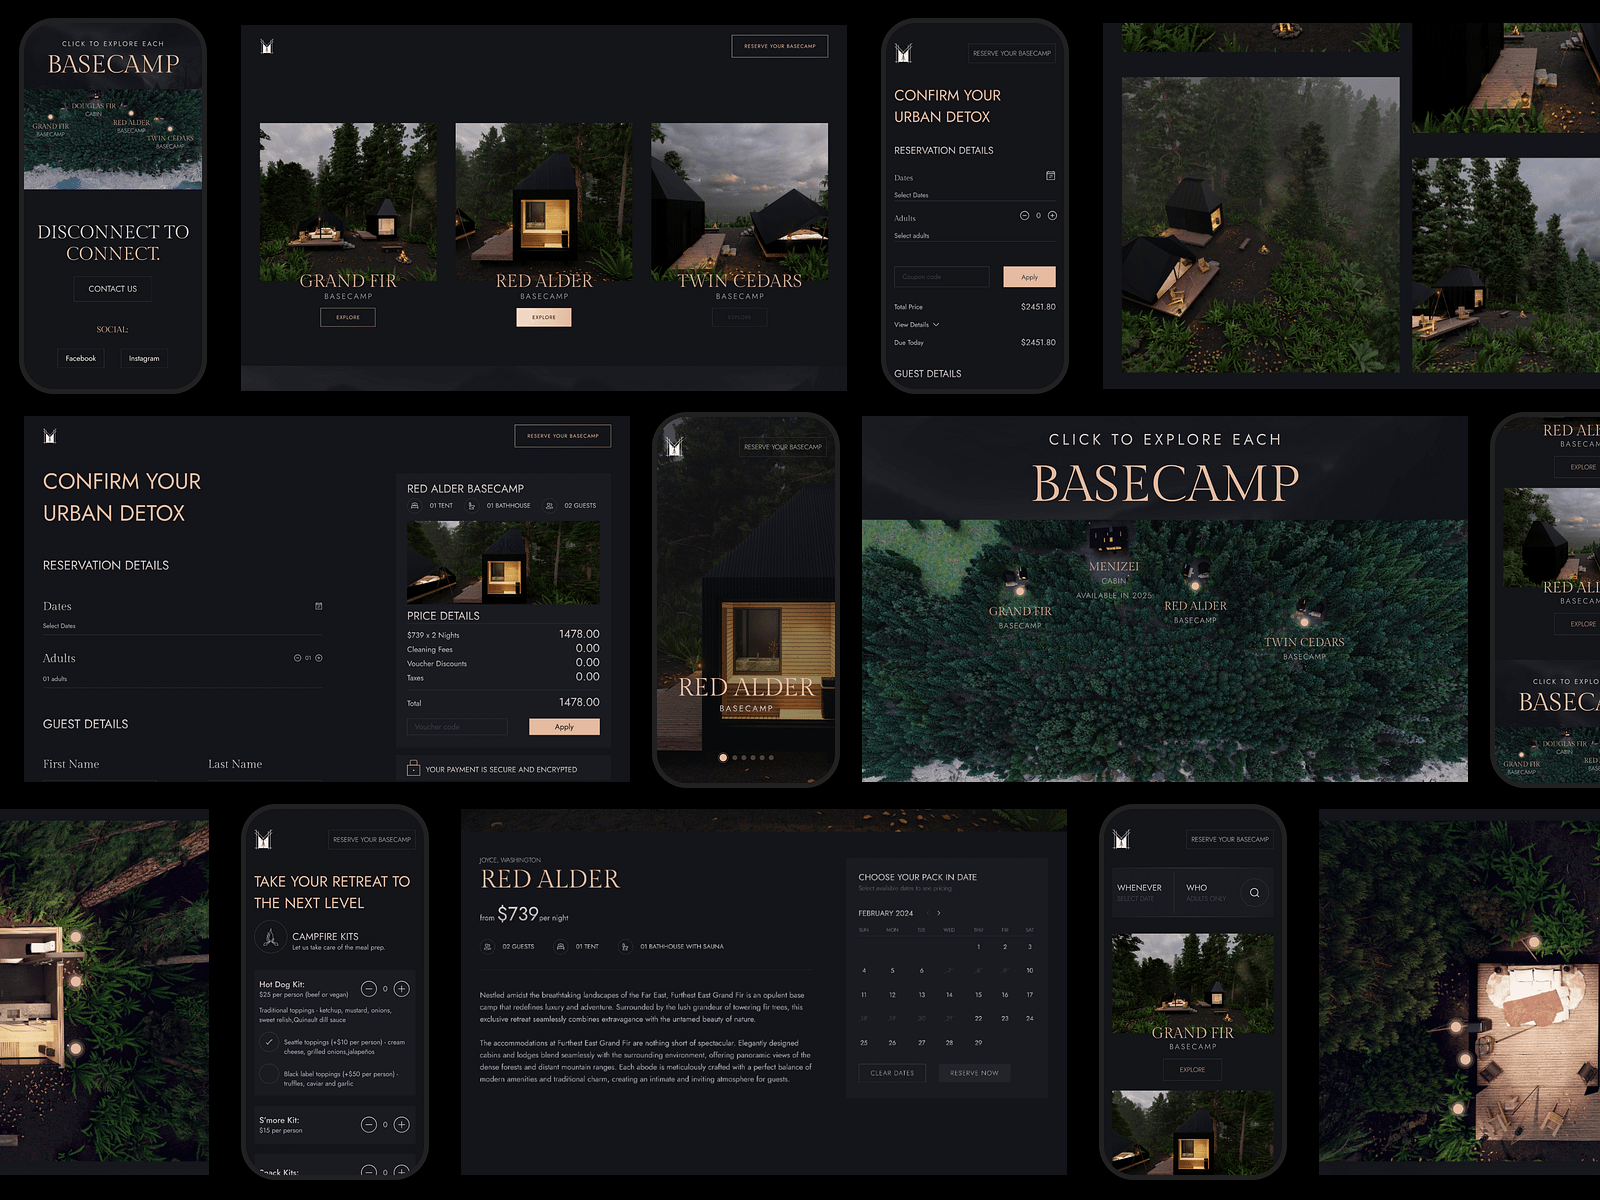 CLICK TO EXPLORE EACH
BASECAMP
DOUGLAS FIR
CABIN
GRAND FIR
BASECAMP
RED ALDER
BASECAMP
TWIN CEDARS
BASECAMP
DISCONNECT TO
CONNECT.
CONTACT US
SOCIAL:
Facebook
Instagram
RESERVE YOUR BASECAMP
GRAND FIR
BASECAMP
EXPLORE
RED ALDER
BASECAMP
EXPLORE
TWIN CEDARS
BASECAMP
EXPLORE
RESERVE YOUR BASECAMP
CONFIRM YOUR
URBAN DETOX
RESERVATION DETAILS
Dates
Select Dates
Adults
0
Select adults
Coupon code
Apply
Total Price $2451.80
View Details
Due Today $2451.80
GUEST DETAILS
RESERVE YOUR BASECAMP
CONFIRM YOUR
URBAN DETOX
RESERVATION DETAILS
Dates
Select Dates
Adults
01
01 adults
GUEST DETAILS
First Name
Last Name
RED ALDER BASECAMP
01 TENT 01 BATHHOUSE 02 GUESTS
PRICE DETAILS
$739 x 2 Nights 1478.00
Cleaning Fees 0.00
Voucher Discounts 0.00
Taxes 0.00
Total 1478.00
Voucher code
Apply
YOUR PAYMENT IS SECURE AND ENCRYPTED
RESERVE YOUR BASECAMP
RED ALDER
BASECAMP
CLICK TO EXPLORE EACH
BASECAMP
MENIZEI
CABIN
AVAILABLE IN 2025
GRAND FIR
BASECAMP
RED ALDER
BASECAMP
TWIN CEDARS
BASECAMP
RED AL
BASECAM
EXPLORE
RED AL
BASECAM
EXPLORE
CLICK TO EXPLO
BASECA
DOUGLAS FIR
CABIN
GRAND FIR
BASECAMP
RED
RESERVE YOUR BASECAMP
TAKE YOUR RETREAT TO
THE NEXT LEVEL
CAMPFIRE KITS
Let us take care of the meal prep.
Hot Dog Kit:
$25 per person (beef or vegan)
0
Traditional toppings - ketchup, mustard, onions,
sweet relish,Quinault dill sauce
Seattle toppings (+$10 per person) - cream
cheese, grilled onions,jalapeños
Black label toppings (+$50 per person) -
truffles, caviar and garlic
S'more Kit:
$15 per person
0
Snack Kits:
0
JOYCE, WASHINGTON
RED ALDER
from $739 per night
02 GUESTS 01 TENT 01 BATHHOUSE WITH SAUNA
Nestled amidst the breathtaking landscapes of the Far East, Furthest East Grand Fir is an opulent base
camp that redefines luxury and adventure. Surrounded by the lush grandeur of towering fir trees, this
exclusive retreat seamlessly combines extravagance with the untamed beauty of nature.
The accommodations at Furthest East Grand Fir are nothing short of spectacular. Elegantly designed
cabins and lodges blend seamlessly with the surrounding environment, offering panoramic views of the
dense forests and distant mountain ranges. Each abode is meticulously crafted with a perfect balance of
modern amenities and traditional charm, creating an intimate and inviting atmosphere for guests.
CHOOSE YOUR PACK IN DATE
Select available dates to see pricing
FEBRUARY 2024
SUN MON TUE WED THU FRI SAT
1 2 3
4 5 6 7 8 9 10
11 12 13 14 15 16 17
18 19 20 21 22 23 24
25 26 27 28 29
CLEAR DATES
RESERVE NOW
RESERVE YOUR BASECAMP
WHENEVER
SELECT DATE
WHO
ADULTS ONLY
GRAND FIR
BASECAMP
EXPLORE